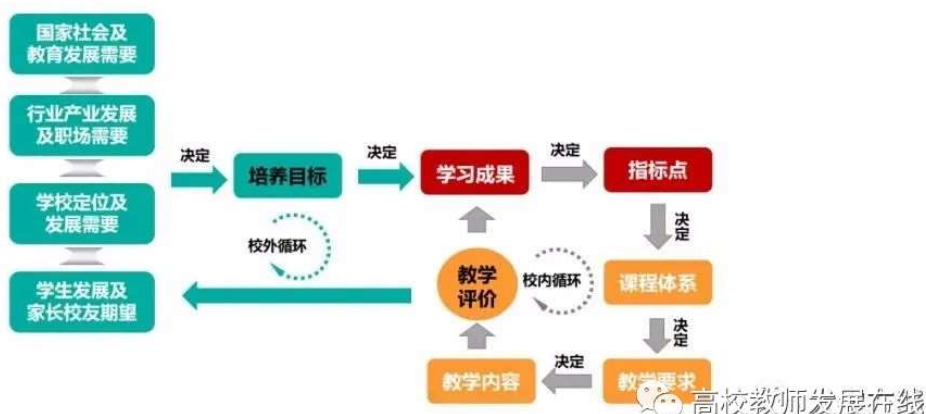 国家社会及
教育发展需要
行业产业发展
及职场需要
学校定位及
发展需要
学生发展及
家长校友期望
决定
培养目标
决定
学习成果
决定
指标点
决定
课程体系
决定
教学要求
决定
教学内容
教学
评价
校外循环
校内循环
高校教师发展在线